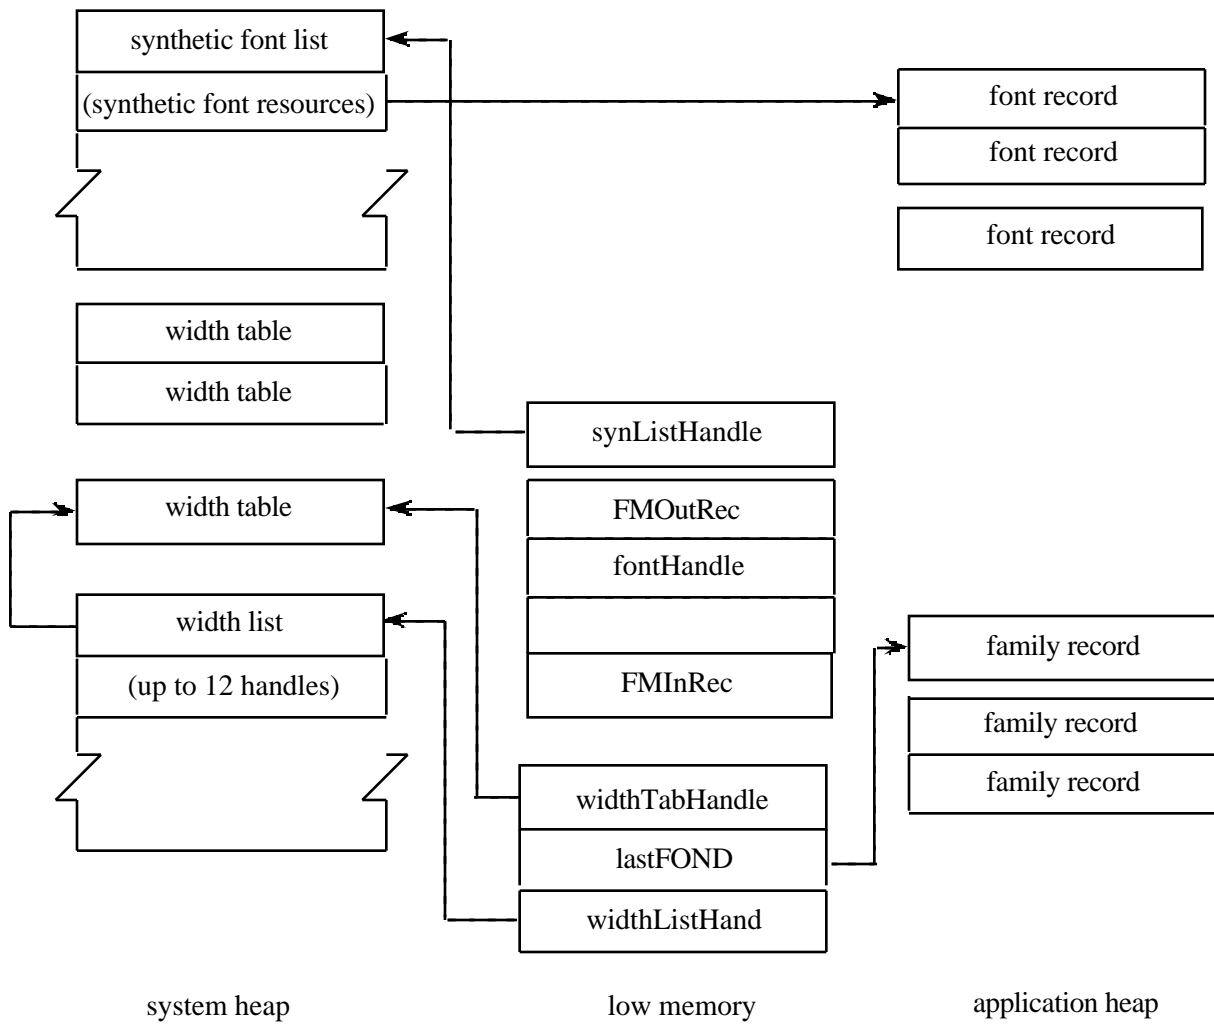 synthetic font list
(synthetic font resources)
font record
font record
font record
width table
width table
synListHandle
width table
FMOutRec
fontHandle
width list
(up to 12 handles)
FMInRec
family record
family record
family record
widthTabHandle
lastFOND
widthListHand
system heap
low memory
application heap